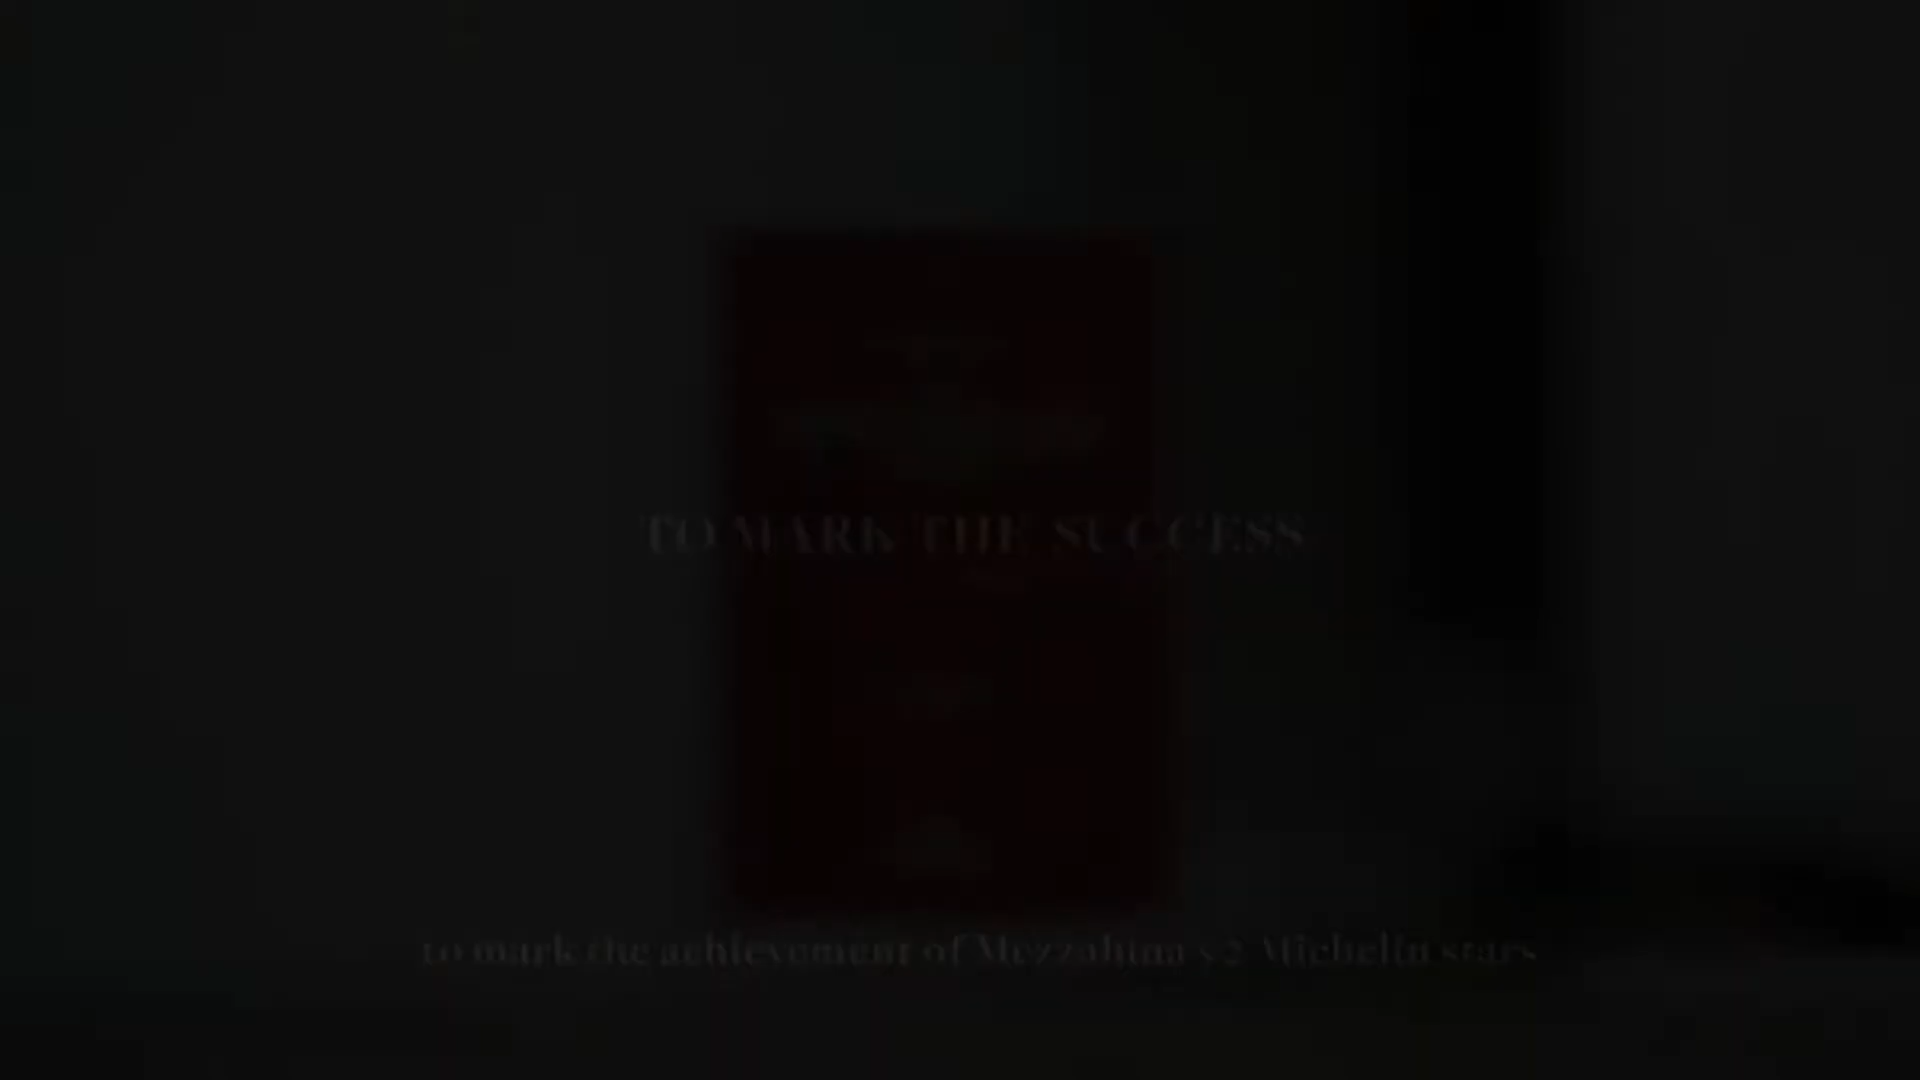 TO MARK THE SUCCESS
to mark the achievement of Mezzaluna's 2 Michelin stars